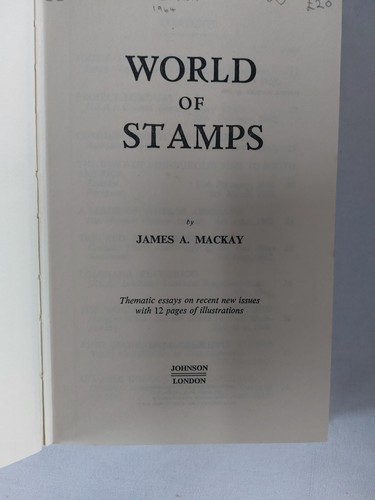 1964
£20
WORLD
OF
STAMPS
by
JAMES A. MACKAY
Thematic essays on recent new issues
with 12 pages of illustrations
JOHNSON
LONDON